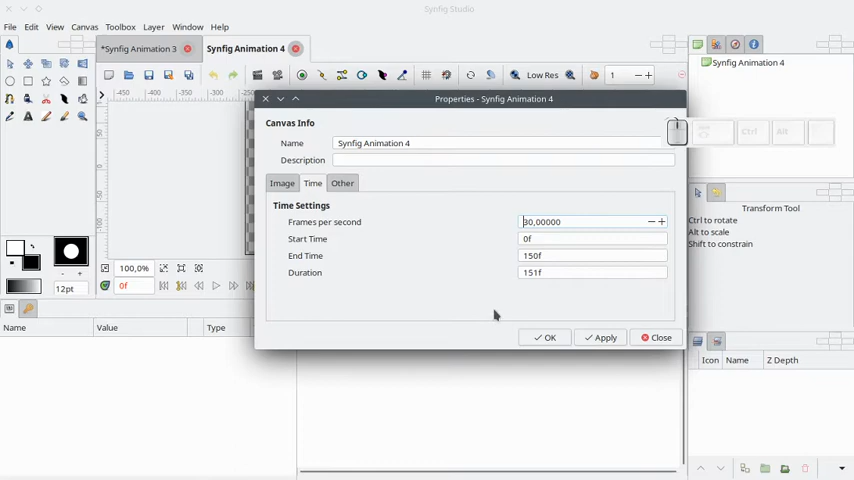 Synfig Studio
File Edit View Canvas Toolbox Layer Window Help
*Synfig Animation 3
Synfig Animation 4
Low Res
1
-450
Properties - Synfig Animation 4
Canvas Info
Name
Synfig Animation 4
Description
Image
Time
Other
Time Settings
Frames per second
30,00000
Start Time
0f
End Time
150f
Duration
151f
OK
Apply
Close
Synfig Animation 4
Ctrl
Alt
Transform Tool
Ctrl to rotate
Alt to scale
Shift to constrain
-50
-100
100,0%
0f
12pt
Name
Value
Type
Icon
Name
Z Depth